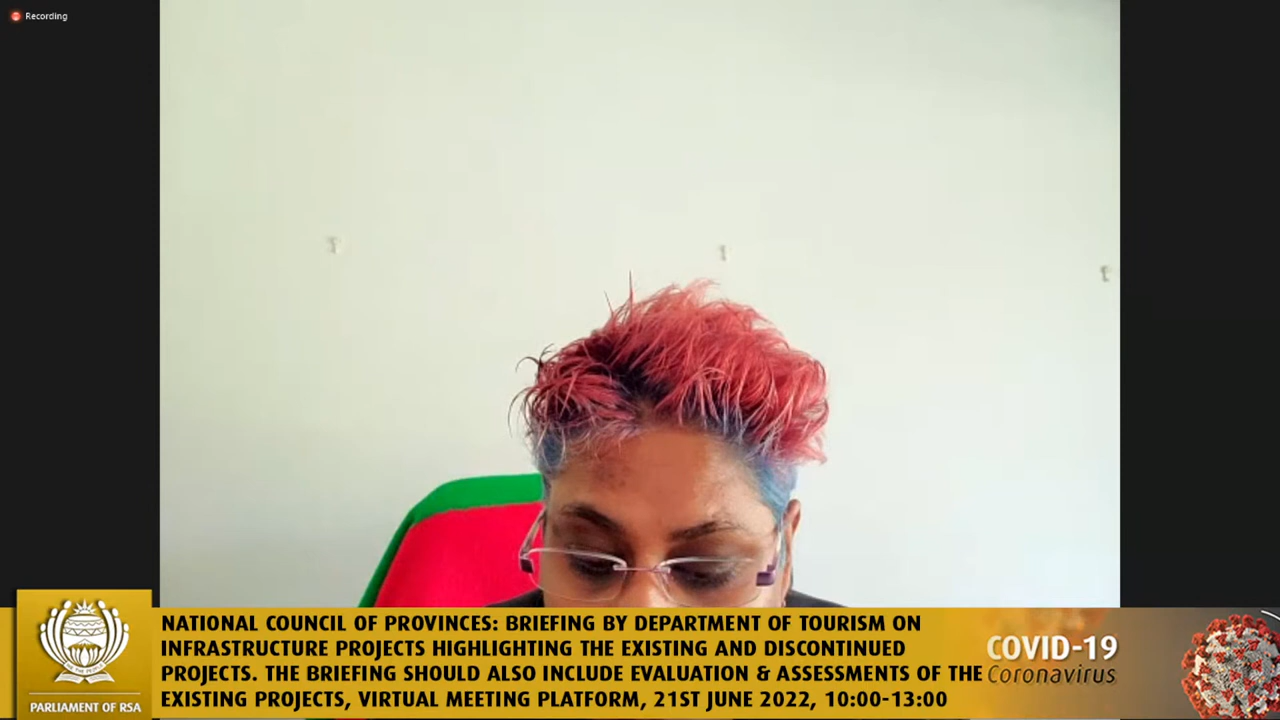 Recording
NATIONAL COUNCIL OF PROVINCES: BRIEFING BY DEPARTMENT OF TOURISM ON
INFRASTRUCTURE PROJECTS HIGHLIGHTING THE EXISTING AND DISCONTINUED
PROJECTS. THE BRIEFING SHOULD ALSO INCLUDE EVALUATION & ASSESSMENTS OF THE
EXISTING PROJECTS, VIRTUAL MEETING PLATFORM, 21ST JUNE 2022, 10:00-13:00
COVID-19
Coronavirus
PARLIAMENT OF RSA